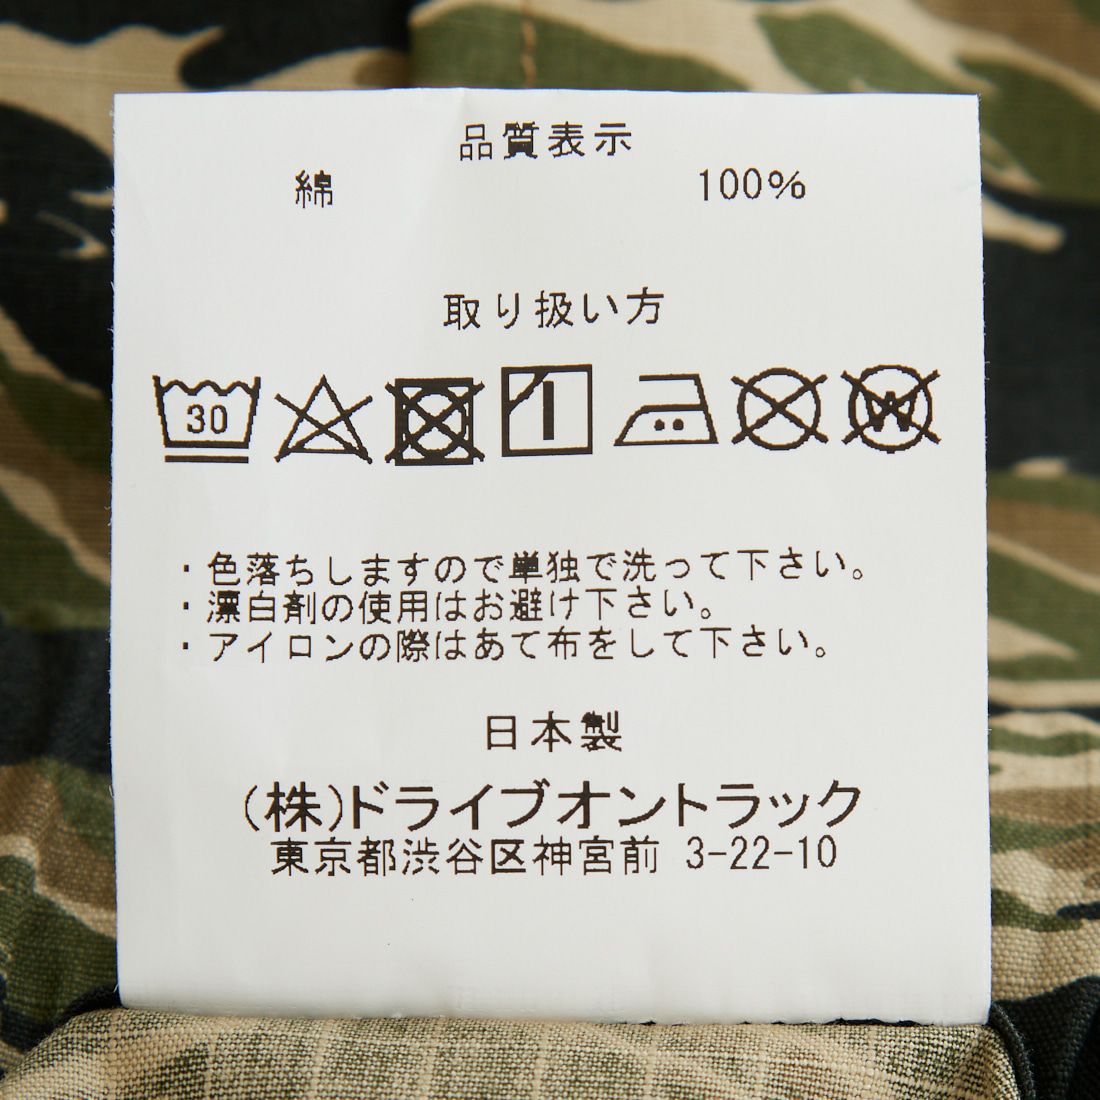 品質表示
綿 100%
取り扱い方
30 W
・色落ちしますので単独で洗って下さい。
・漂白剤の使用はお避け下さい。
・アイロンの際はあて布をして下さい。
日本製
(株)ドライブオントラック
東京都渋谷区神宮前 3-22-10